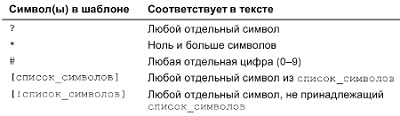 Символ(ы) в шаблоне Соответствует в тексте
? Любой отдельный символ
* Ноль и больше символов
# Любая отдельная цифра (0–9)
[список_символов] Любой отдельный символ из список_символов
[!список_символов] Любой отдельный символ, не принадлежащий
список_символов